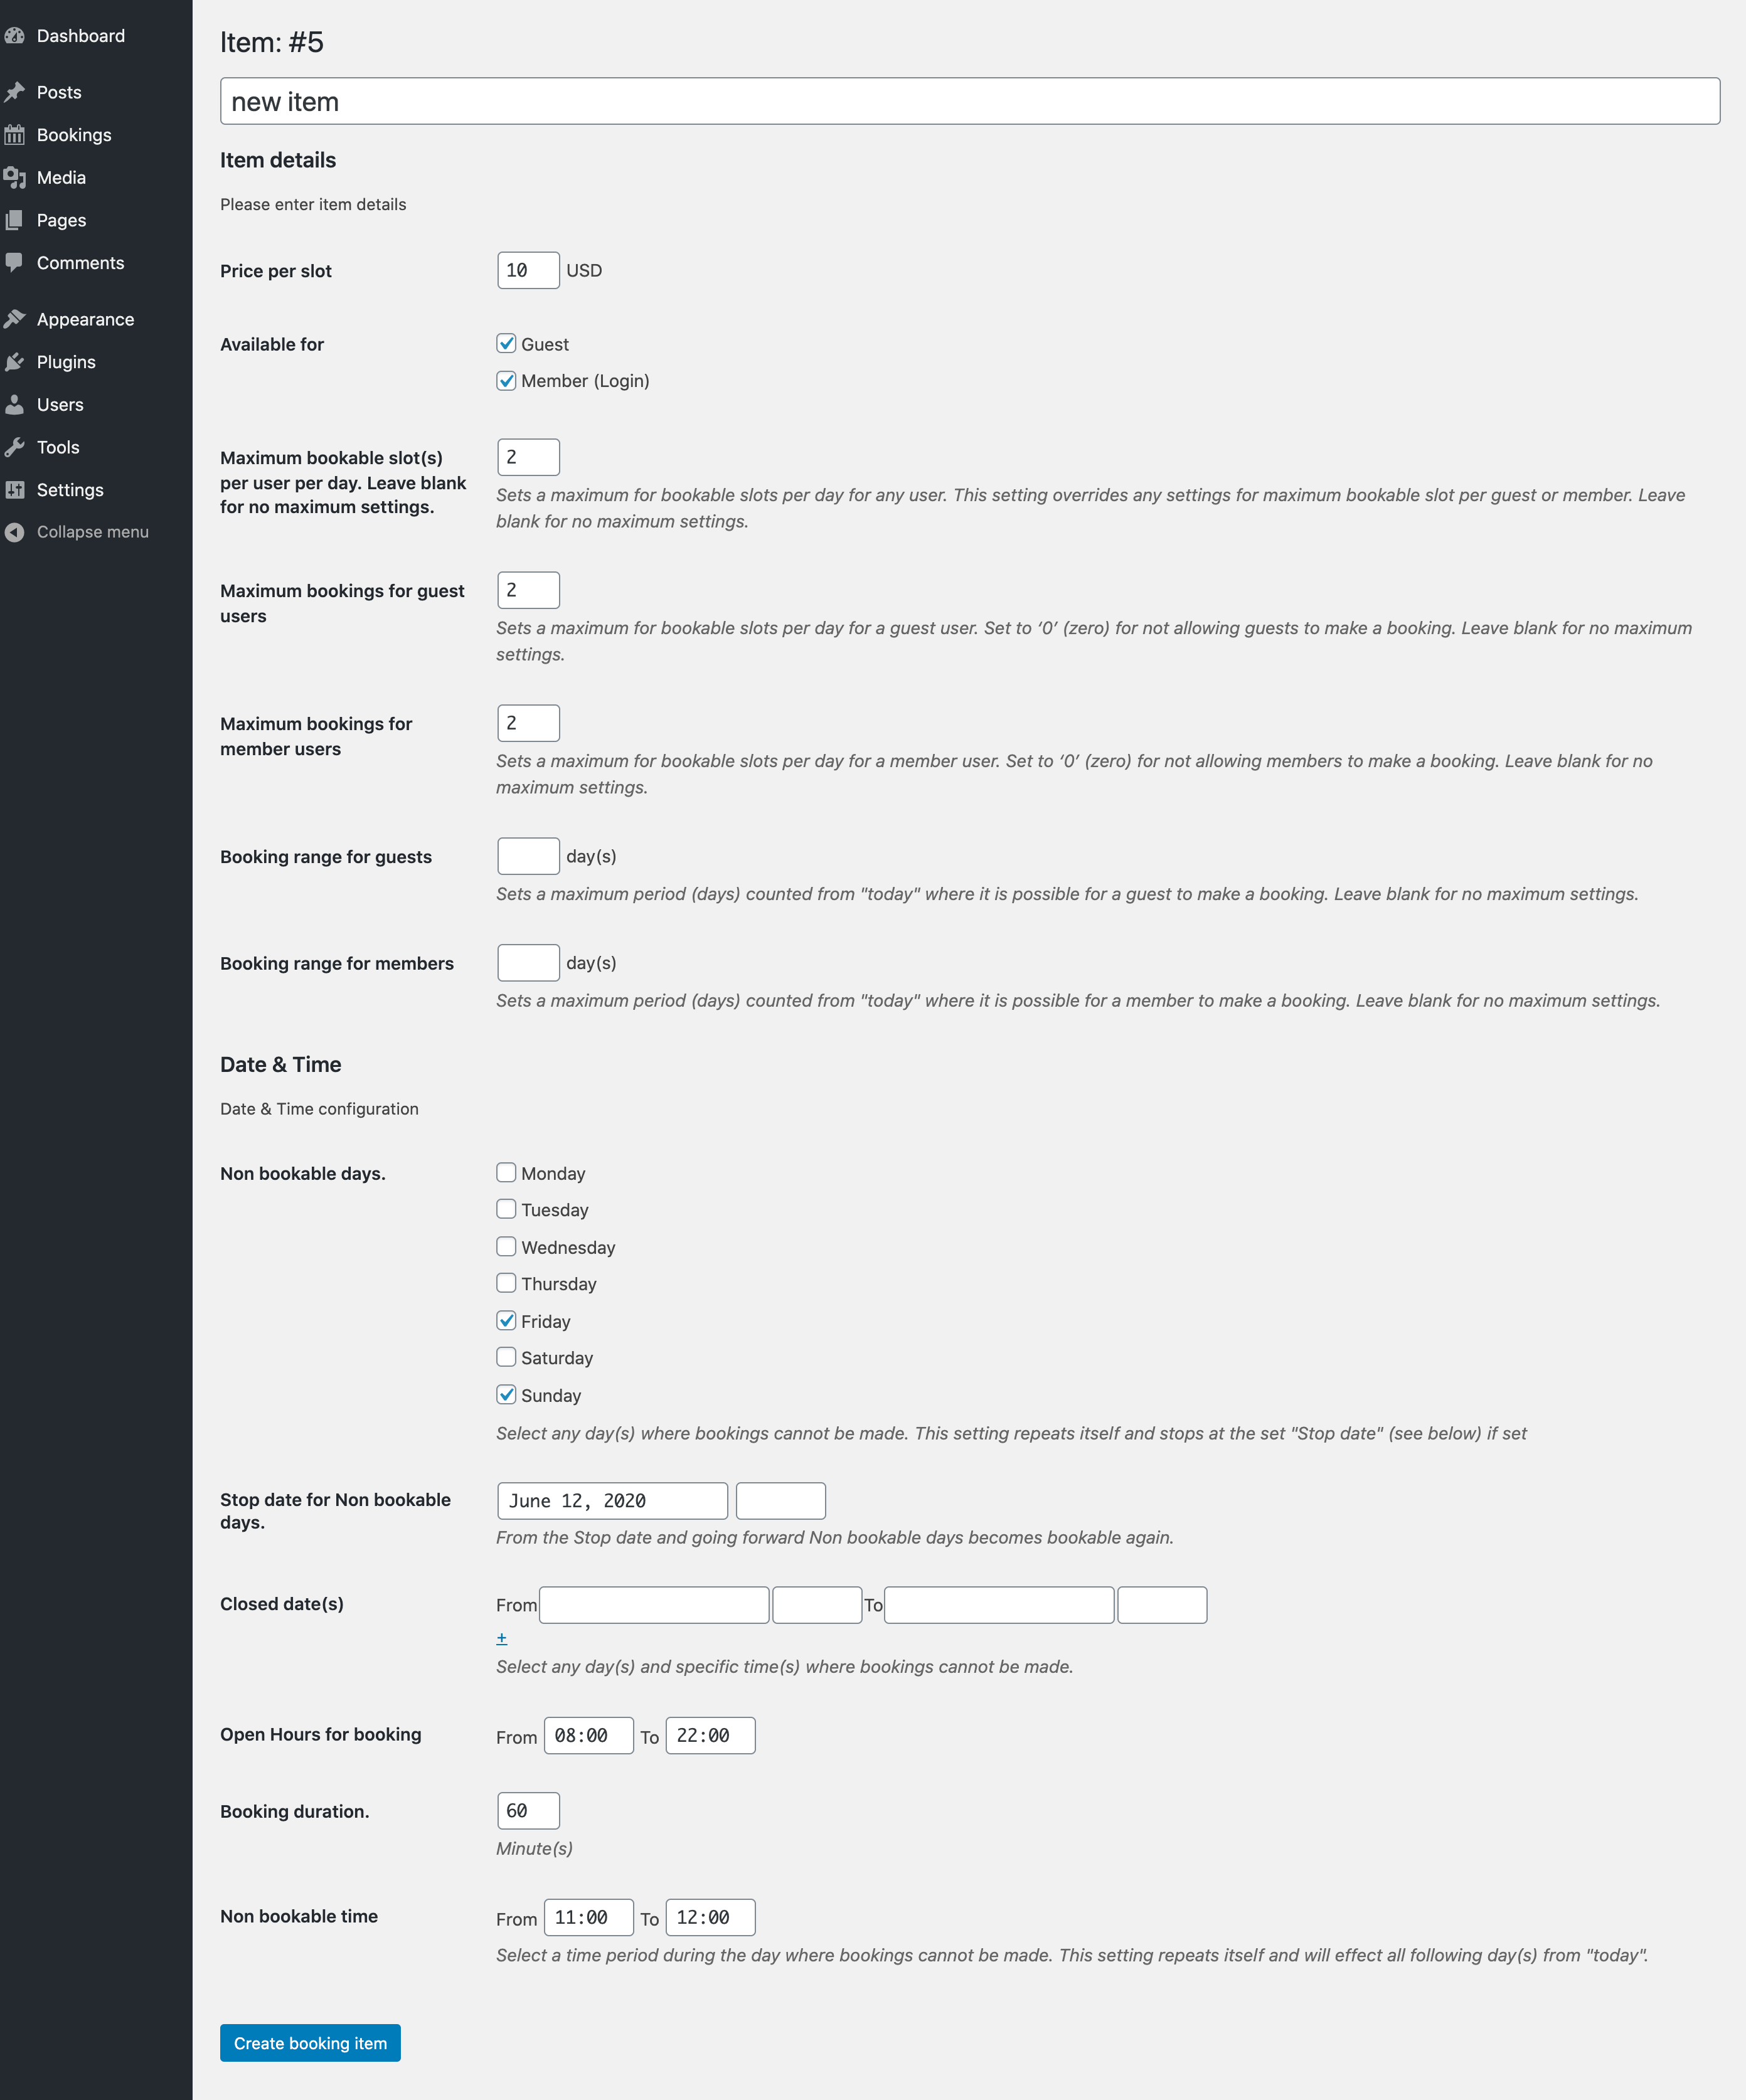 Dashboard
Posts
Bookings
Media
Pages
Comments
Appearance
Plugins
Users
Tools
Settings
Collapse menu
Item: #5
new item
Item details
Please enter item details
Price per slot
10 USD
Available for
Guest
Member (Login)
Maximum bookable slot(s)
per user per day. Leave blank
for no maximum settings.
2
Sets a maximum for bookable slots per day for any user. This setting overrides any settings for maximum bookable slot per guest or member. Leave
blank for no maximum settings.
Maximum bookings for guest
users
2
Sets a maximum for bookable slots per day for a guest user. Set to ‘0’ (zero) for not allowing guests to make a booking. Leave blank for no maximum
settings.
Maximum bookings for
member users
2
Sets a maximum for bookable slots per day for a member user. Set to ‘0’ (zero) for not allowing members to make a booking. Leave blank for no
maximum settings.
Booking range for guests
day(s)
Sets a maximum period (days) counted from "today" where it is possible for a guest to make a booking. Leave blank for no maximum settings.
Booking range for members
day(s)
Sets a maximum period (days) counted from "today" where it is possible for a member to make a booking. Leave blank for no maximum settings.
Date & Time
Date & Time configuration
Non bookable days.
Monday
Tuesday
Wednesday
Thursday
Friday
Saturday
Sunday
Select any day(s) where bookings cannot be made. This setting repeats itself and stops at the set "Stop date" (see below) if set
Stop date for Non bookable
days.
June 12, 2020
From the Stop date and going forward Non bookable days becomes bookable again.
Closed date(s)
From To
+
Select any day(s) and specific time(s) where bookings cannot be made.
Open Hours for booking
From 08:00 To 22:00
Booking duration.
60
Minute(s)
Non bookable time
From 11:00 To 12:00
Select a time period during the day where bookings cannot be made. This setting repeats itself and will effect all following day(s) from "today".
Create booking item